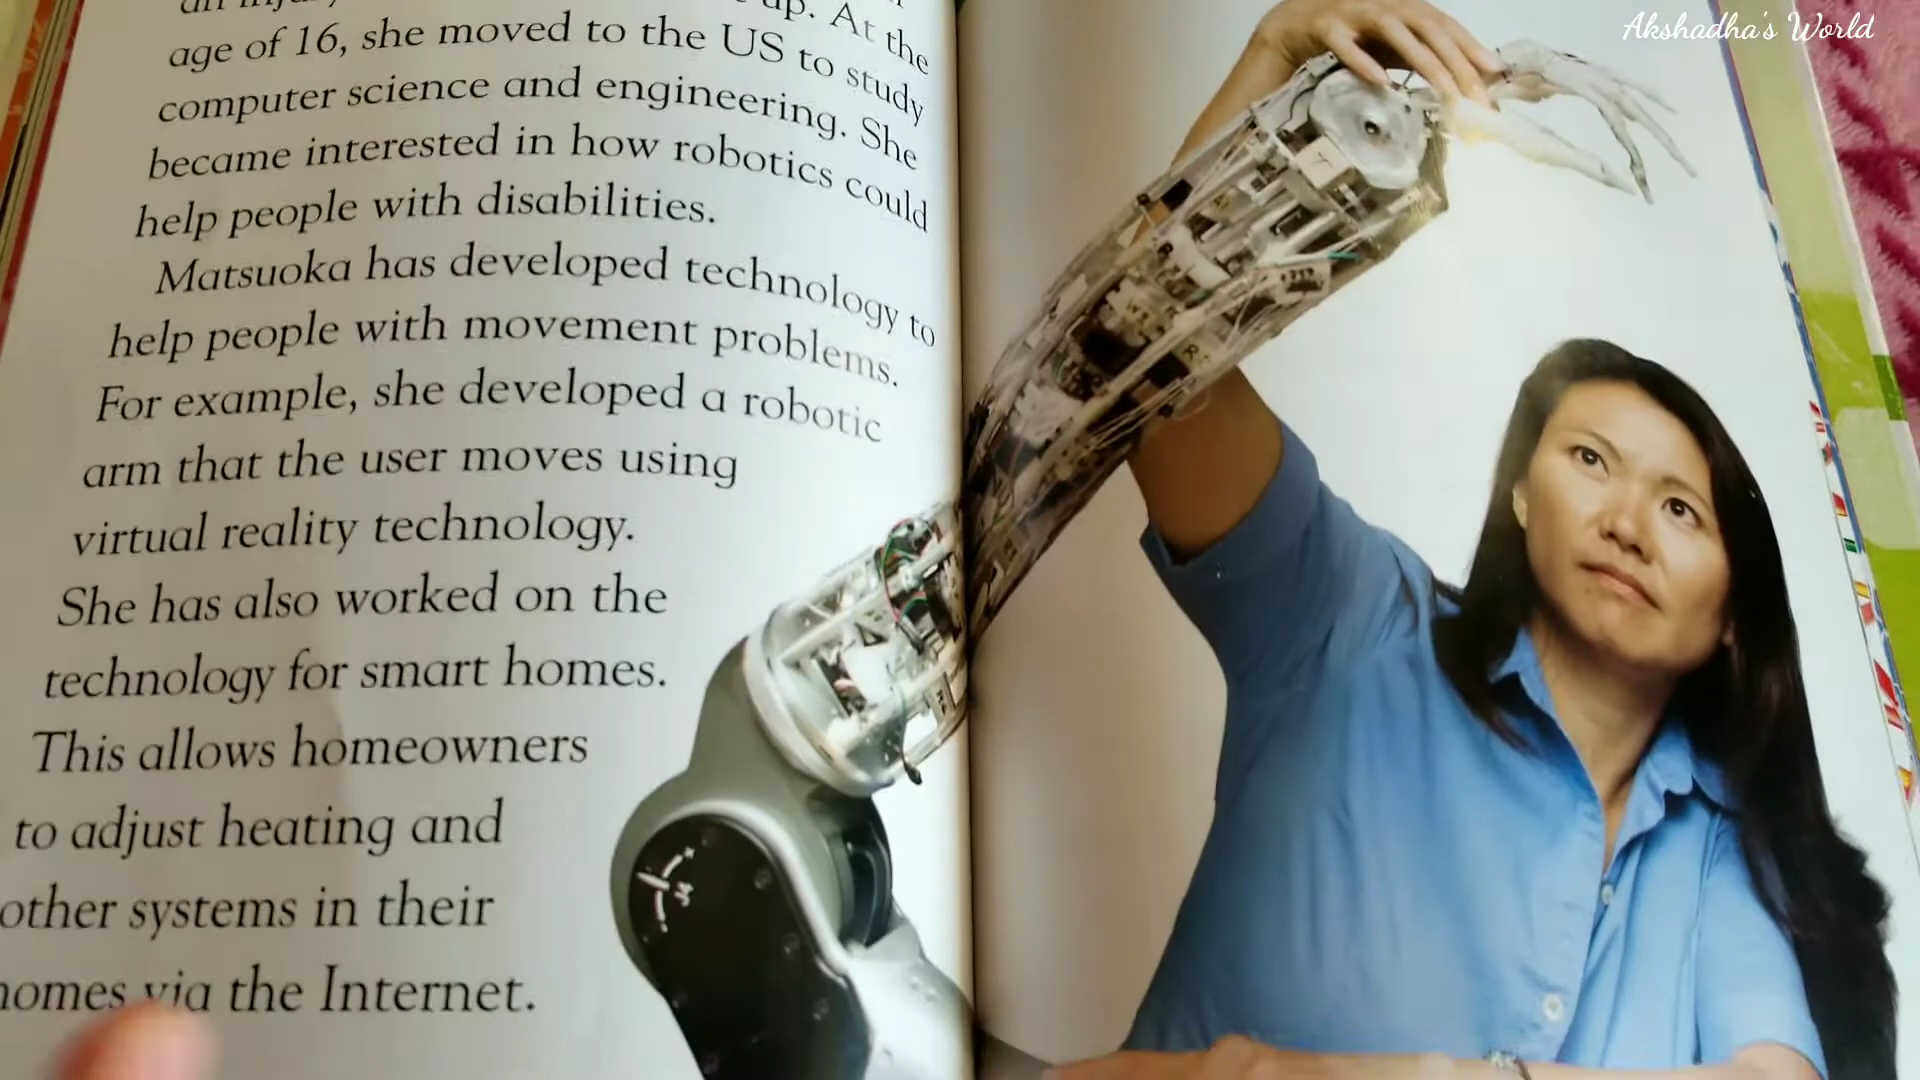 up. At the
age of 16, she moved to the US to study
computer science and engineering. She
became interested in how robotics could
help people with disabilities.
Matsuoka has developed technology to
help people with movement problems.
For example, she developed a robotic
arm that the user moves using
virtual reality technology.
She has also worked on the
technology for smart homes.
This allows homeowners
to adjust heating and
other systems in their
homes via the Internet.
Akshadha's World